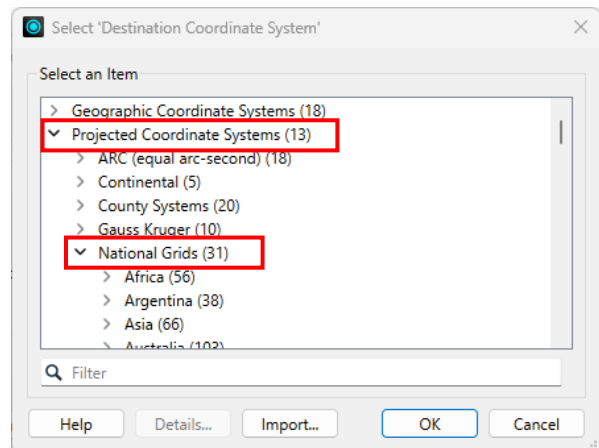 Select 'Destination Coordinate System'
Select an Item
Geographic Coordinate Systems (18)
Projected Coordinate Systems (13)
ARC (equal arc-second) (18)
Continental (5)
County Systems (20)
Gauss Kruger (10)
National Grids (31)
Africa (56)
Argentina (38)
Asia (66)
Australia (103)
Filter
Help Details... Import... OK Cancel